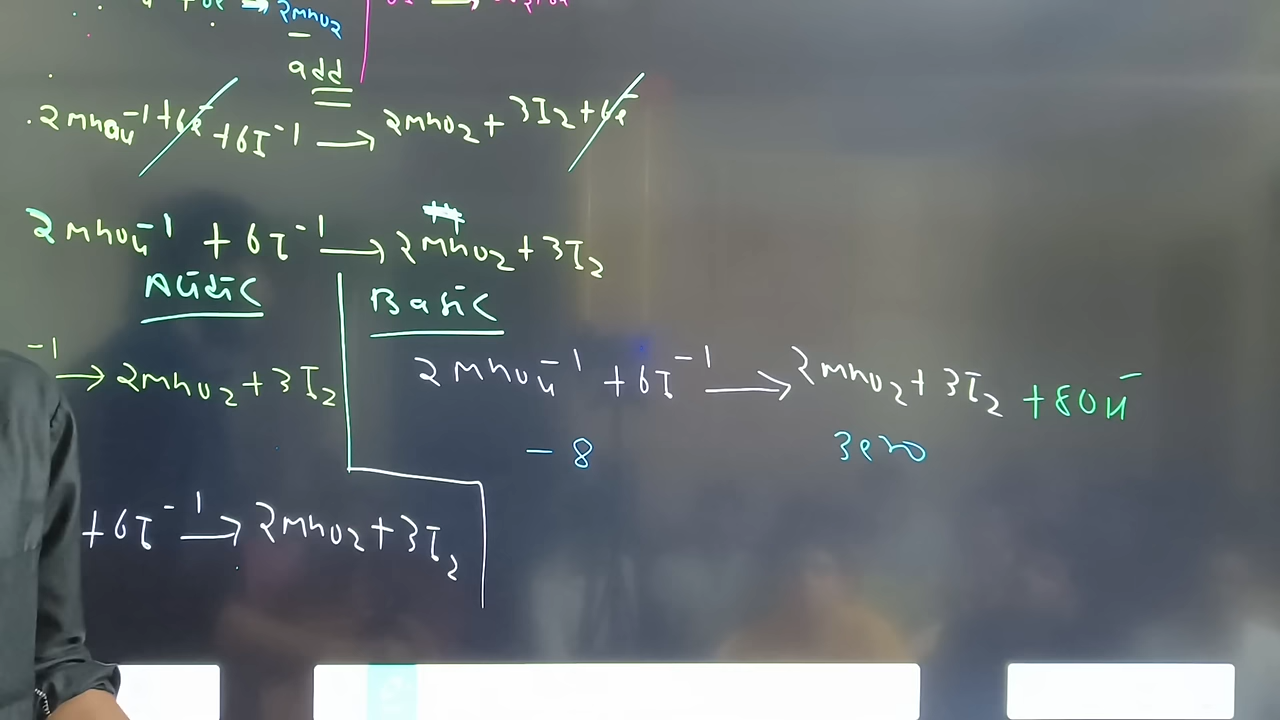 2mno2
add
2mno4⁻¹ + 6e⁻ + 6I⁻¹ → 2mno2 + 3I2 + 6e⁻
2mno4⁻¹ + 6I⁻¹ → 2mno2 + 3I2
Acidic
Basic
-1 → 2mno2 + 3I2
2mno4⁻¹ + 6I⁻¹ → 2mno2 + 3I2 + 8OH⁻
-8 zero
+ 6I⁻¹ → 2mno2 + 3I2